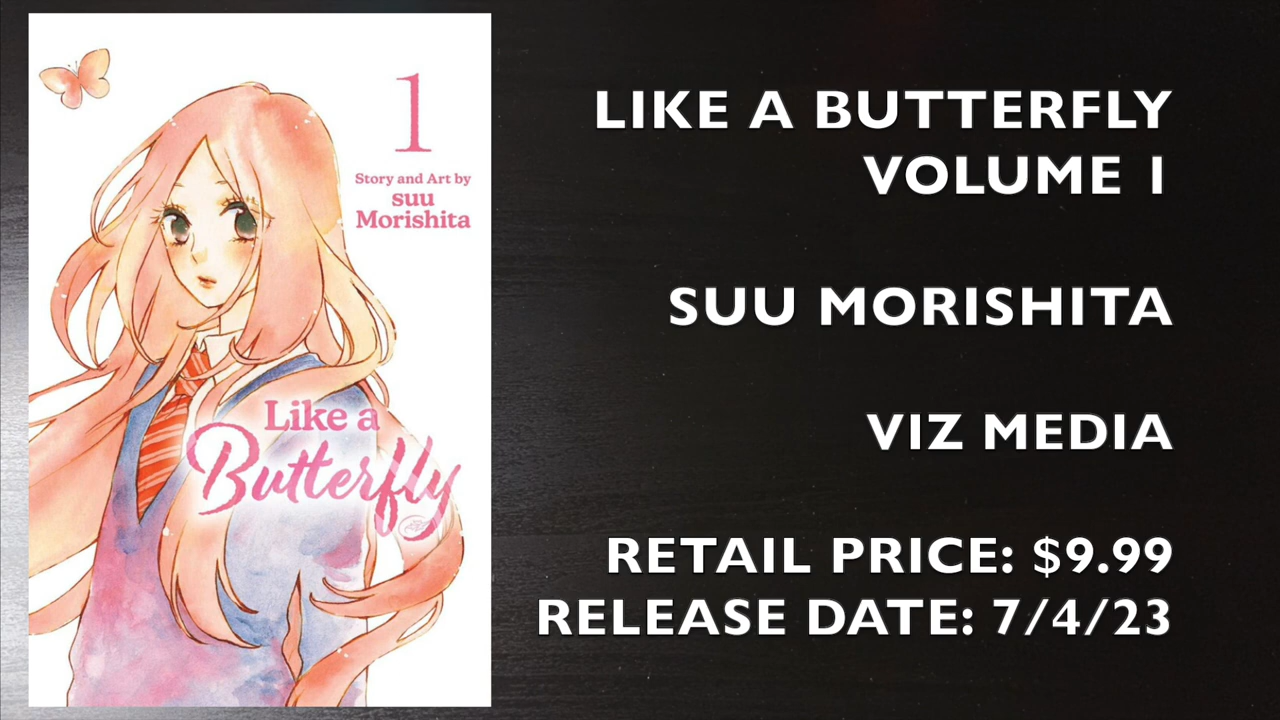 1
Story and Art by
suu
Morishita
Like a
Butterfly
LIKE A BUTTERFLY
VOLUME 1
SUU MORISHITA
VIZ MEDIA
RETAIL PRICE: $9.99
RELEASE DATE: 7/4/23